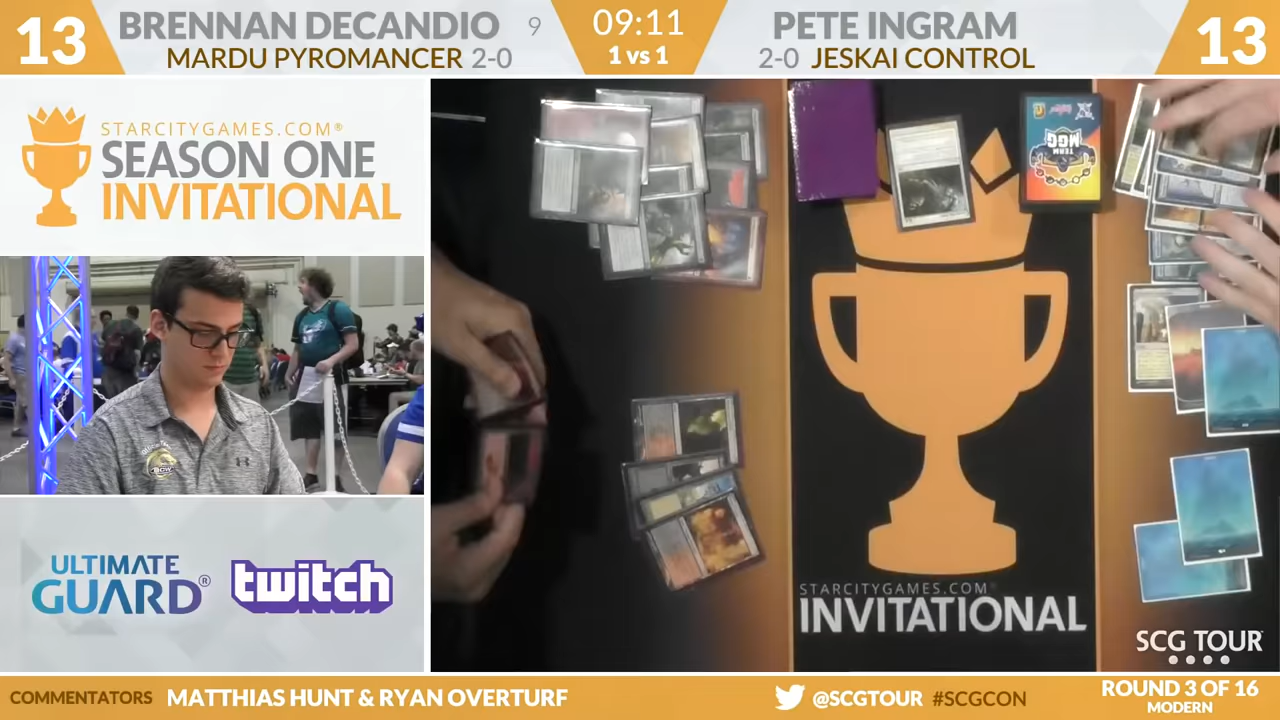 13 BRENNAN DECANDIO 9
MARDU PYROMANCER 2-0
09:11
1 vs 1
PETE INGRAM 13
2-0 JESKAI CONTROL
STARCITYGAMES.COM®
SEASON ONE
INVITATIONAL
ULTIMATE
GUARD®
twitch
MGG
STARCITYGAMES.COM®
INVITATIONAL
SCG TOUR
COMMENTATORS MATTHIAS HUNT & RYAN OVERTURF
@SCGTOUR #SCGCON
ROUND 3 OF 16
MODERN